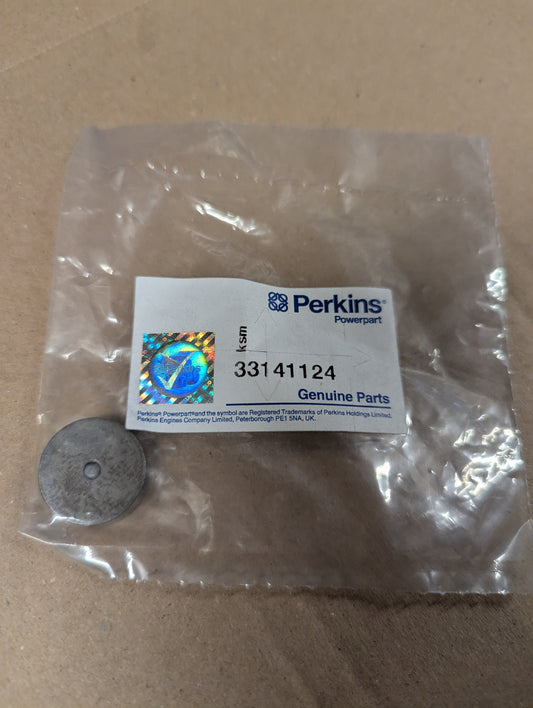 Perkins®
Powerpart
ksm
33141124
Genuine Parts
Perkins® Powerpart®and the symbol are Registered Trademarks of Perkins Holdings Limited.
Perkins Engines Company Limited, Peterborough PE1 5NA, UK.